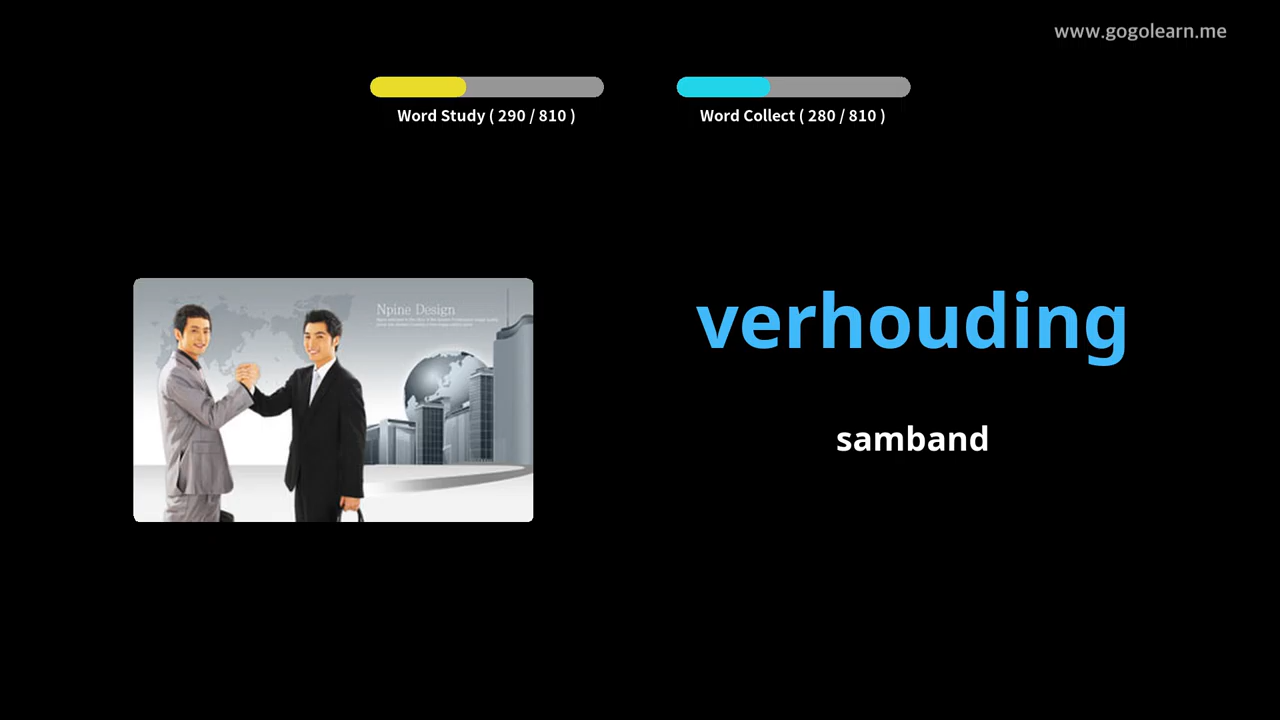 www.gogolearn.me
Word Study ( 290 / 810 )
Word Collect ( 280 / 810 )
Npine Design
verhouding
samband